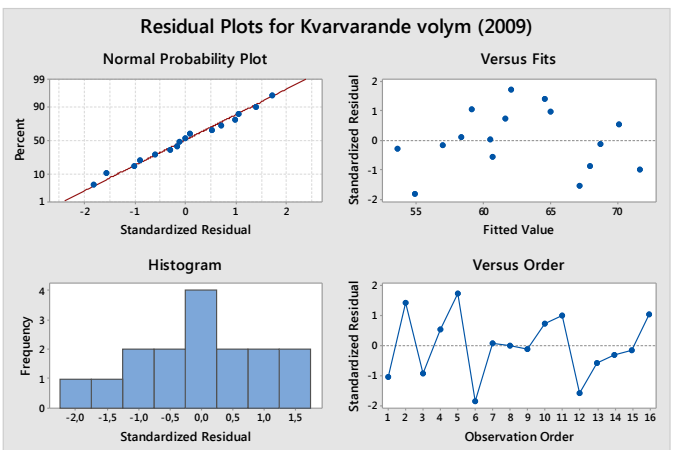 Residual Plots for Kvarvarande volym (2009)
Normal Probability Plot
Percent
99
90
50
10
1
-2 -1 0 1 2
Standardized Residual
Versus Fits
Standardized Residual
2
1
0
-1
-2
55 60 65 70
Fitted Value
Histogram
Frequency
4
3
2
1
0
-2,0 -1,5 -1,0 -0,5 0,0 0,5 1,0 1,5
Standardized Residual
Versus Order
Standardized Residual
2
1
0
-1
-2
1 2 3 4 5 6 7 8 9 10 11 12 13 14 15 16
Observation Order